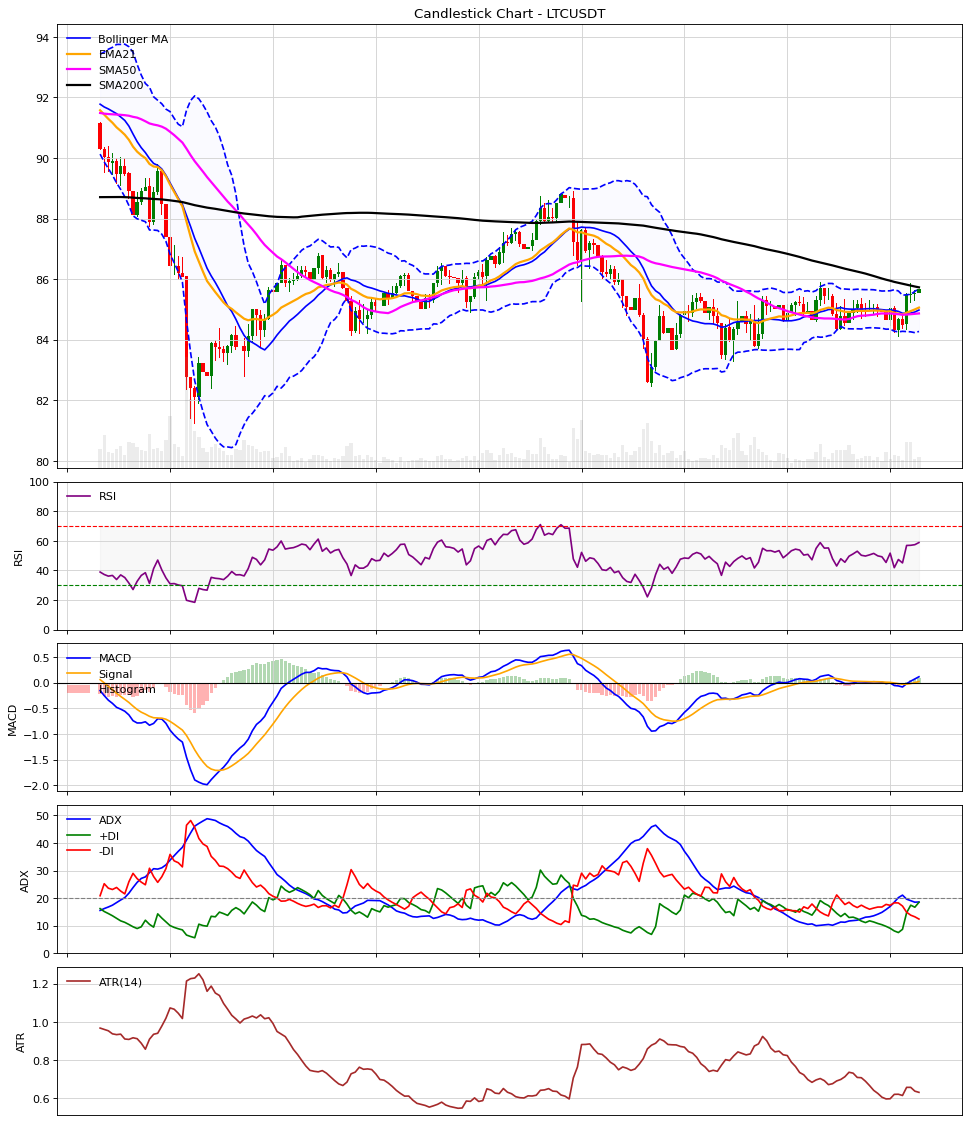 Candlestick Chart - LTCUSDT
94
92
90
88
86
84
82
80
Bollinger MA
EMA21
SMA50
SMA200
100
80
60
40
20
0
RSI
RSI
0.5
0.0
−0.5
−1.0
−1.5
−2.0
MACD
MACD
Signal
Histogram
50
40
30
20
10
0
ADX
ADX
+DI
-DI
1.2
1.0
0.8
0.6
ATR
ATR(14)